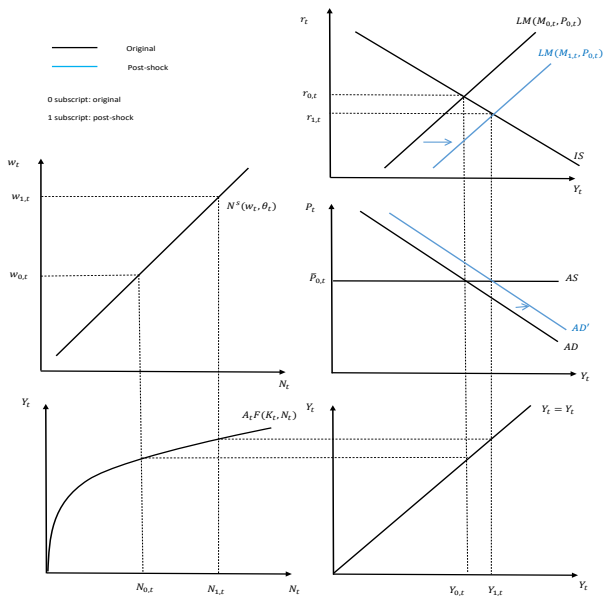 Original
Post-shock
0 subscript: original
1 subscript: post-shock
r_t
LM(M_{0,t}, P_{0,t})
LM(M_{1,t}, P_{0,t})
r_{0,t}
r_{1,t}
IS
Y_t
w_t
w_{1,t}
N^s(w_t, θ_t)
w_{0,t}
N_t
P_t
P̄_{0,t}
AS
AD'
AD
Y_t
Y_t
A_tF(K_t, N_t)
N_{0,t}
N_{1,t}
N_t
Y_t
Y_t = Y_t
Y_{0,t}
Y_{1,t}
Y_t